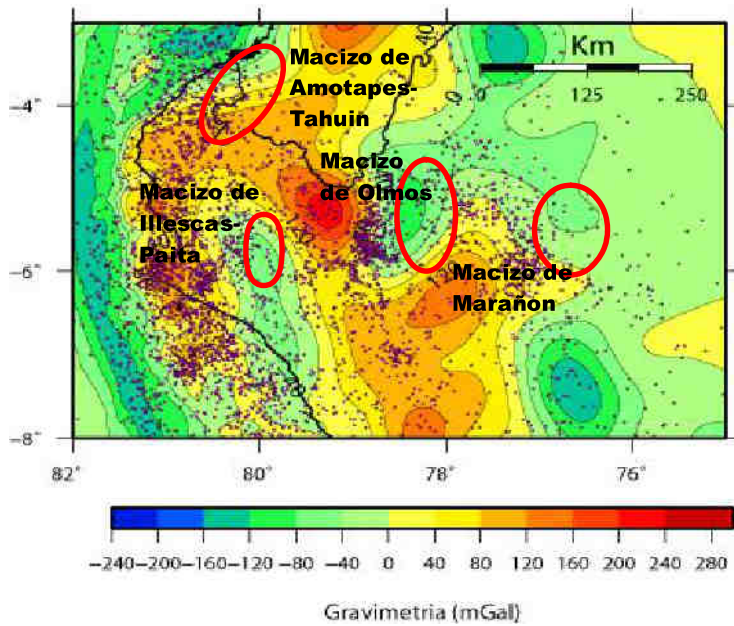 Macizo de
Amotapes-
Tahuin
Km
0 125 250
40
0
Macizo
de Olmos
Macizo de
Illescas-
Paita
Macizo de
Marañon
−4
−6
−8
82 80° 78° 76°
−240 −200 −160 −120 −80 −40 0 40 80 120 160 200 240 280
Gravimetria (mGal)